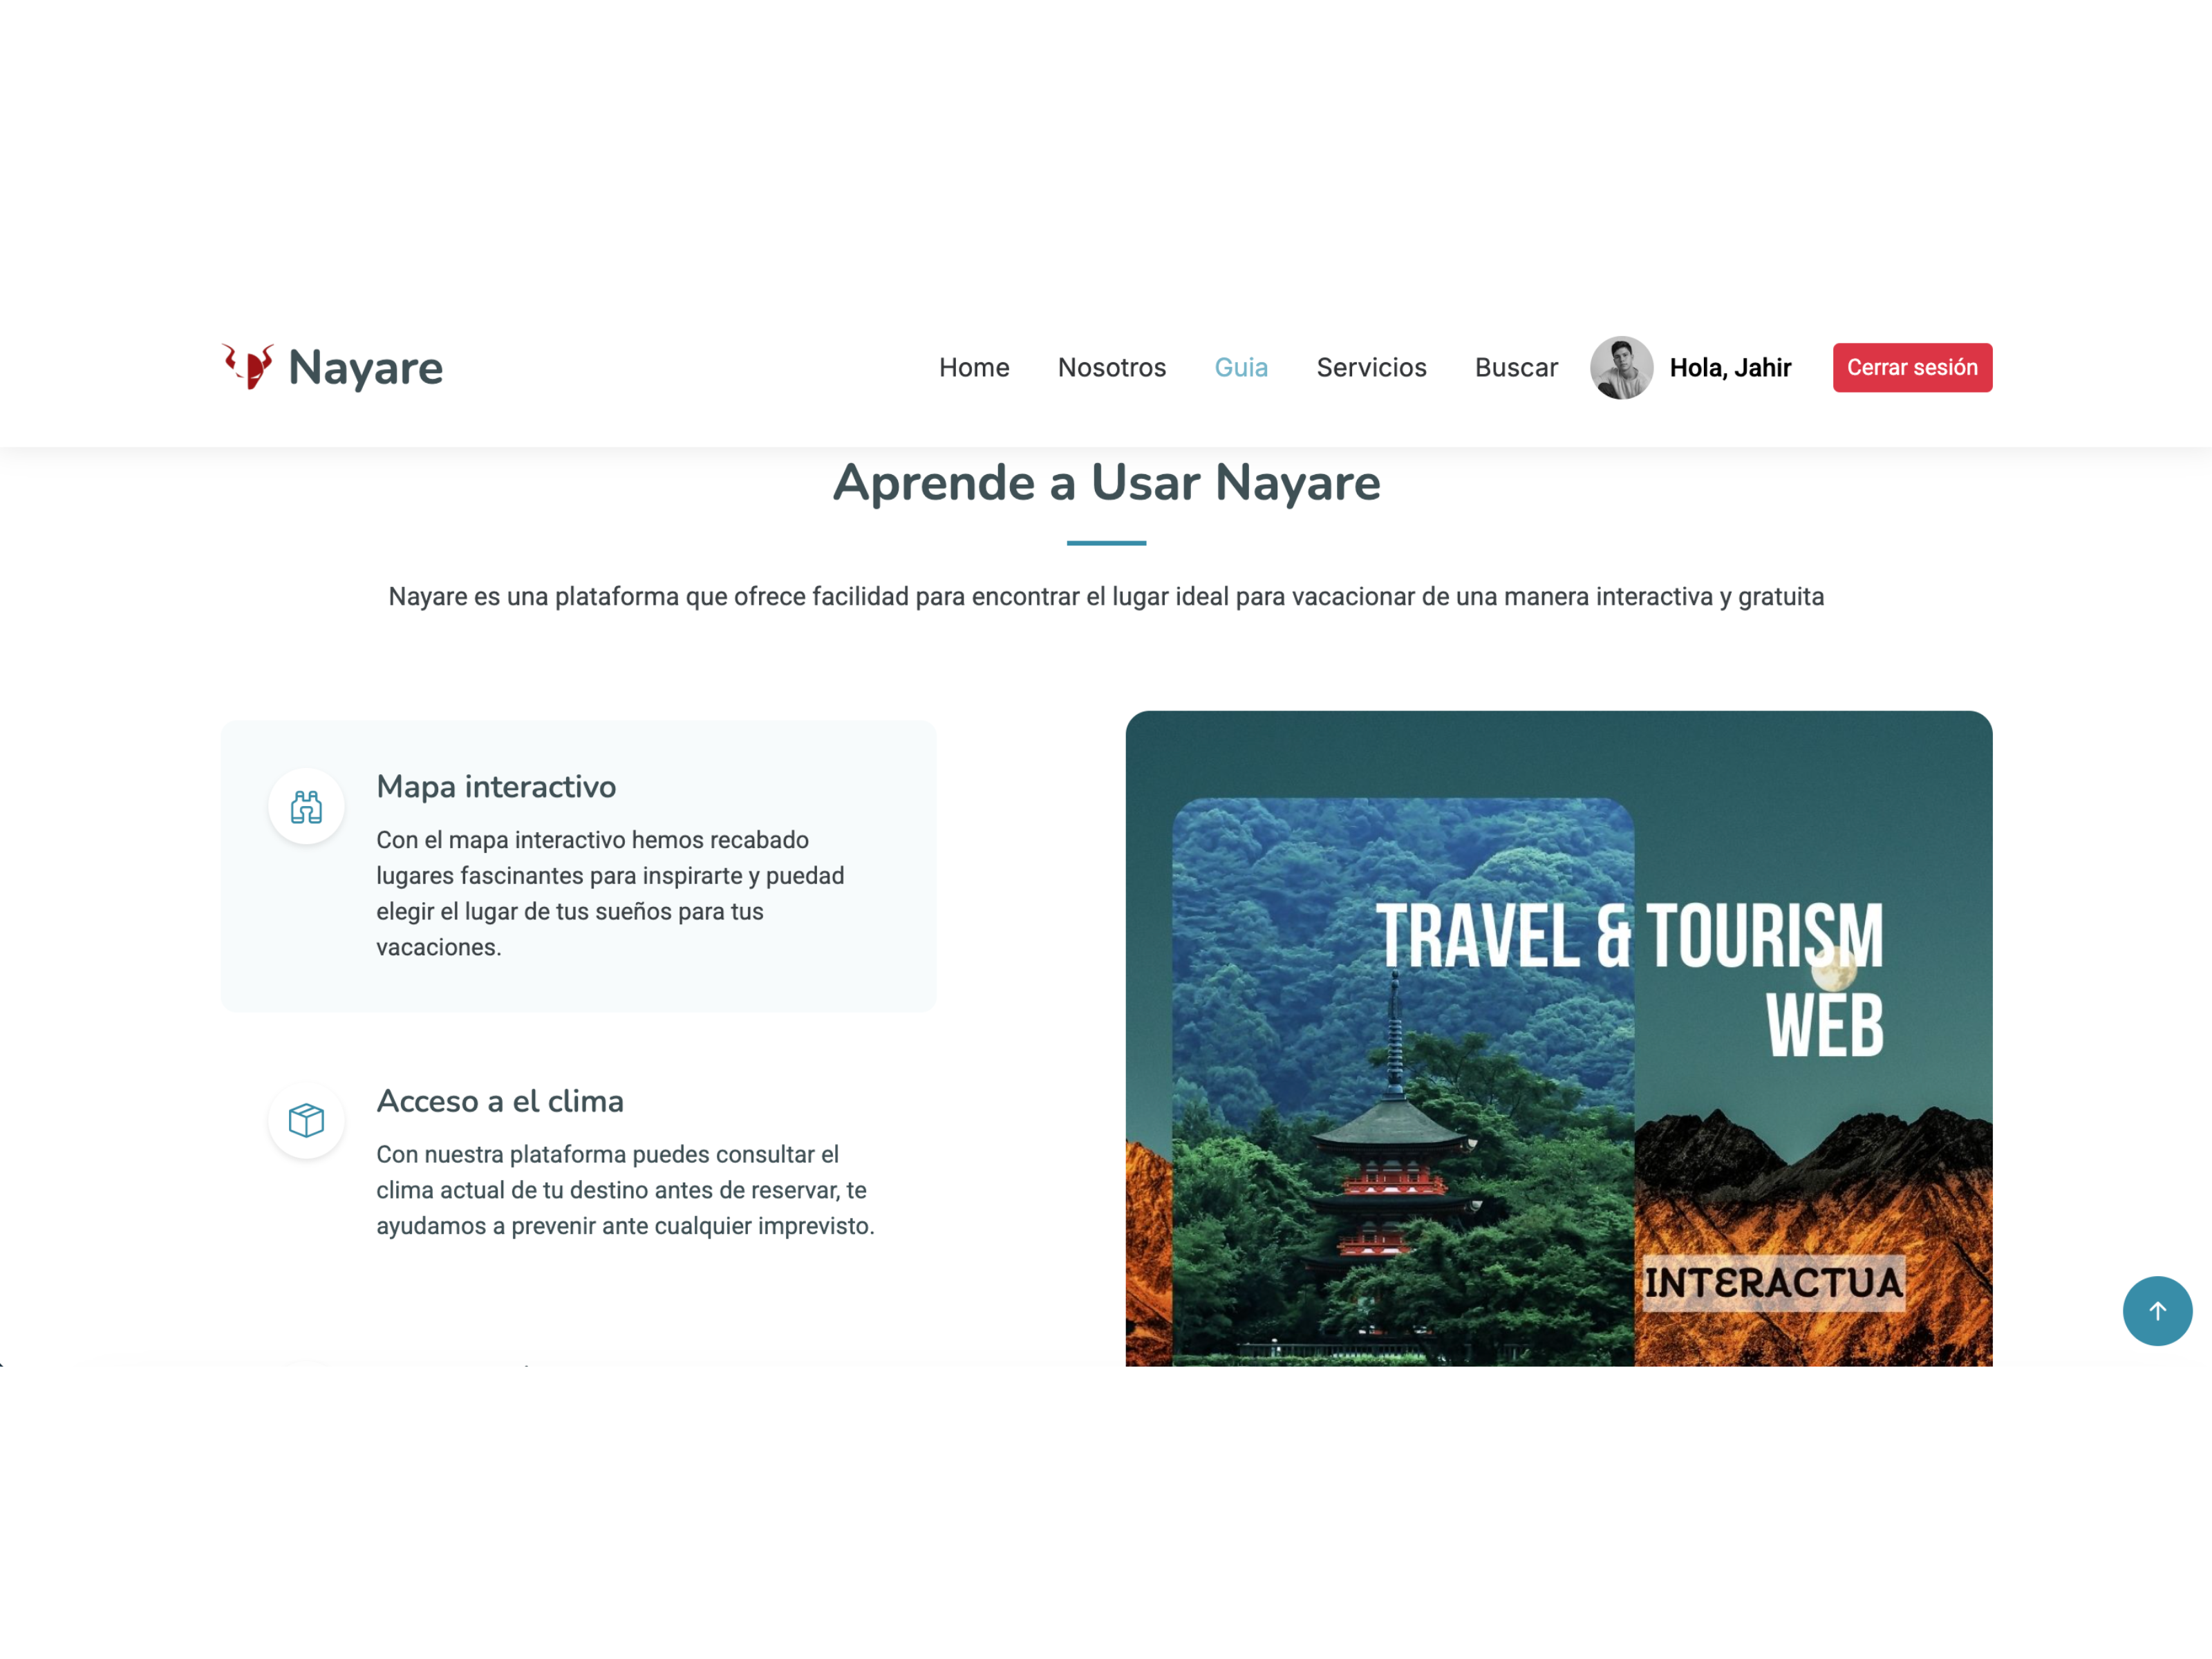 Nayare
Home Nosotros Guia Servicios Buscar Hola, Jahir Cerrar sesión
Aprende a Usar Nayare
Nayare es una plataforma que ofrece facilidad para encontrar el lugar ideal para vacacionar de una manera interactiva y gratuita
Mapa interactivo
Con el mapa interactivo hemos recabado
lugares fascinantes para inspirarte y puedad
elegir el lugar de tus sueños para tus
vacaciones.
Acceso a el clima
Con nuestra plataforma puedes consultar el
clima actual de tu destino antes de reservar, te
ayudamos a prevenir ante cualquier imprevisto.
TRAVEL & TOURISM
WEB
INTERACTUA